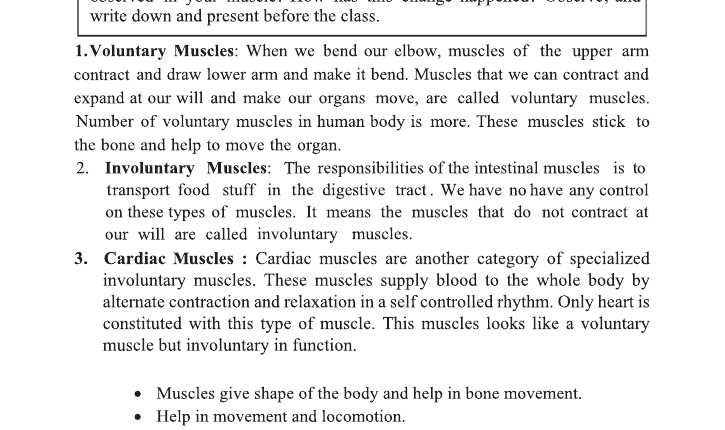 write down and present before the class.
1.Voluntary Muscles: When we bend our elbow, muscles of the upper arm
contract and draw lower arm and make it bend. Muscles that we can contract and
expand at our will and make our organs move, are called voluntary muscles.
Number of voluntary muscles in human body is more. These muscles stick to
the bone and help to move the organ.
2. Involuntary Muscles: The responsibilities of the intestinal muscles is to
transport food stuff in the digestive tract. We have no have any control
on these types of muscles. It means the muscles that do not contract at
our will are called involuntary muscles.
3. Cardiac Muscles : Cardiac muscles are another category of specialized
involuntary muscles. These muscles supply blood to the whole body by
alternate contraction and relaxation in a self controlled rhythm. Only heart is
constituted with this type of muscle. This muscles looks like a voluntary
muscle but involuntary in function.
• Muscles give shape of the body and help in bone movement.
• Help in movement and locomotion.